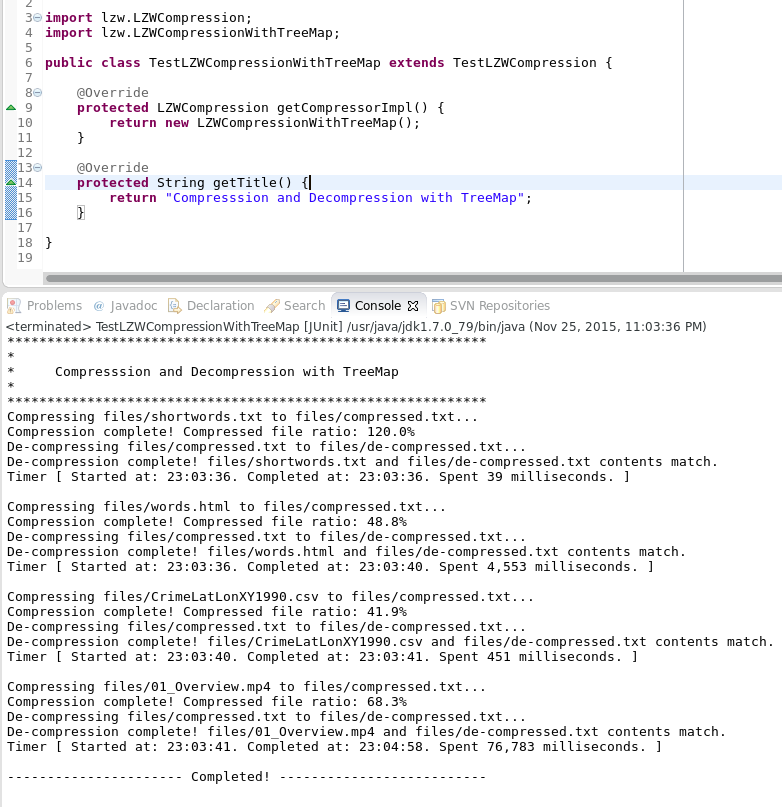 2
3 import lzw.LZWCompression;
4 import lzw.LZWCompressionWithTreeMap;
5
6 public class TestLZWCompressionWithTreeMap extends TestLZWCompression {
7
8 @Override
9 protected LZWCompression getCompressorImpl() {
10 return new LZWCompressionWithTreeMap();
11 }
12
13 @Override
14 protected String getTitle() {
15 return "Compresssion and Decompression with TreeMap";
16 }
17
18 }
19
Problems @ Javadoc Declaration Search Console SVN Repositories
<terminated> TestLZWCompressionWithTreeMap [JUnit] /usr/java/jdk1.7.0_79/bin/java (Nov 25, 2015, 11:03:36 PM)
************************************************************
*
* Compresssion and Decompression with TreeMap
*
************************************************************
Compressing files/shortwords.txt to files/compressed.txt...
Compression complete! Compressed file ratio: 120.0%
De-compressing files/compressed.txt to files/de-compressed.txt...
De-compression complete! files/shortwords.txt and files/de-compressed.txt contents match.
Timer [ Started at: 23:03:36. Completed at: 23:03:36. Spent 39 milliseconds. ]
Compressing files/words.html to files/compressed.txt...
Compression complete! Compressed file ratio: 48.8%
De-compressing files/compressed.txt to files/de-compressed.txt...
De-compression complete! files/words.html and files/de-compressed.txt contents match.
Timer [ Started at: 23:03:36. Completed at: 23:03:40. Spent 4,553 milliseconds. ]
Compressing files/CrimeLatLonXY1990.csv to files/compressed.txt...
Compression complete! Compressed file ratio: 41.9%
De-compressing files/compressed.txt to files/de-compressed.txt...
De-compression complete! files/CrimeLatLonXY1990.csv and files/de-compressed.txt contents match.
Timer [ Started at: 23:03:40. Completed at: 23:03:41. Spent 451 milliseconds. ]
Compressing files/01_Overview.mp4 to files/compressed.txt...
Compression complete! Compressed file ratio: 68.3%
De-compressing files/compressed.txt to files/de-compressed.txt...
De-compression complete! files/01_Overview.mp4 and files/de-compressed.txt contents match.
Timer [ Started at: 23:03:41. Completed at: 23:04:58. Spent 76,783 milliseconds. ]
---------------------- Completed! --------------------------